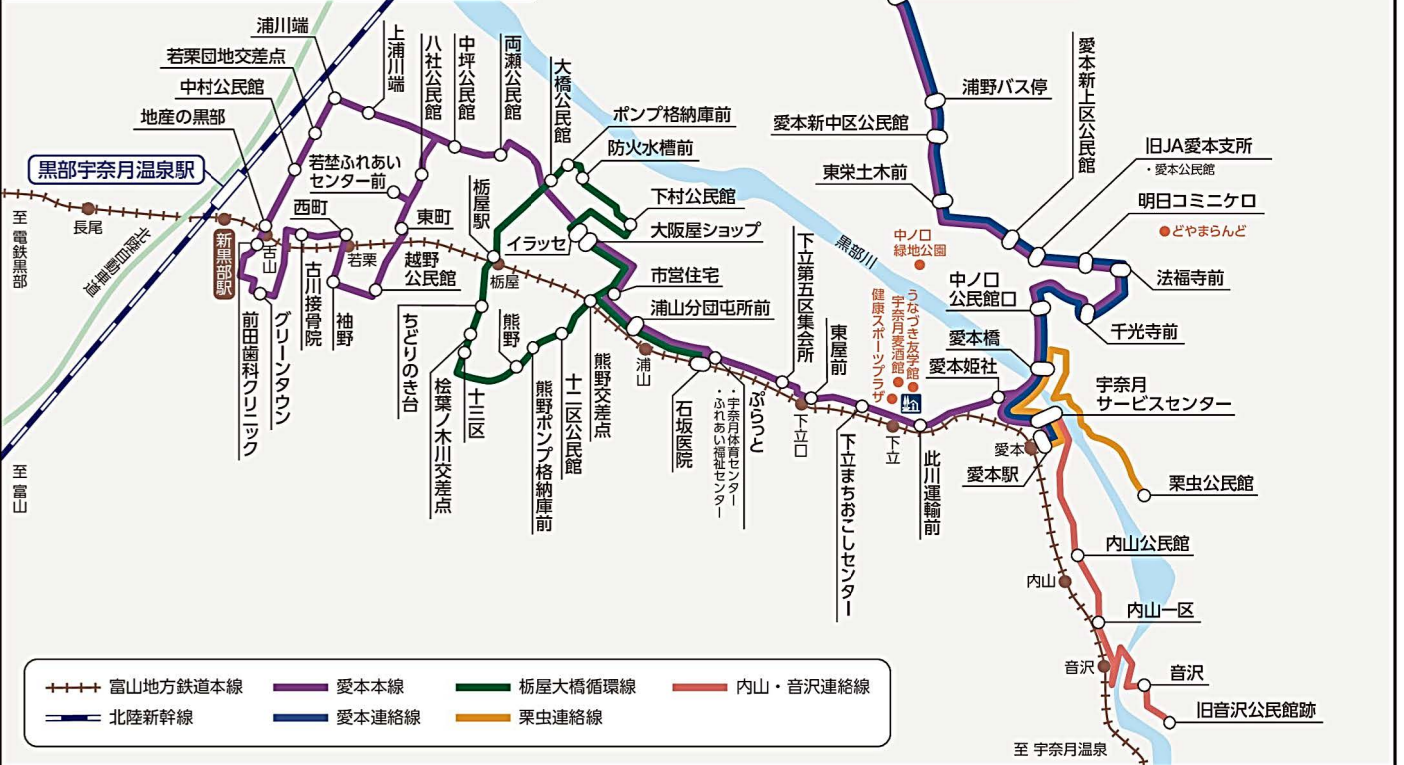 浦川端
若栗団地交差点
中村公民館
地産の黒部
黒部宇奈月温泉駅
上浦川端
八社公民館
中坪公民館
両瀬公民館
大橋公民館
ポンプ格納庫前
防火水槽前
下村公民館
大阪屋ショップ
市営住宅
浦山分団屯所前
若埜ふれあい
センター前
西町
東町
栃屋駅
イラッセ
越野
公民館
至 電鉄黒部
長尾
北陸自動車道
新黒部駅
舌山
古川接骨院
若栗
袖野
前田歯科クリニック
グリーンタウン
栃屋
ちどりのき台
熊野
桧葉ノ木川交差点
十三区
熊野ポンプ格納庫前
十二区公民館
熊野交差点
浦山
石坂医院
・宇奈月体育センター
・ふれあい福祉センター
ぷらっと
下立第五区集会所
東屋前
下立口
下立まちおこしセンター
下立
此川運輸前
健康スポーツプラザ
宇奈月麦酒館
うなづき友学館
中ノ口
緑地公園
黒部川
浦野バス停
愛本新中区公民館
東栄土木前
愛本新上区公民館
旧JA愛本支所
・愛本公民館
明日コミニケロ
どやまらんど
法福寺前
千光寺前
中ノ口
公民館口
愛本橋
愛本姫社
宇奈月
サービスセンター
愛本
愛本駅
栗虫公民館
内山公民館
内山
内山一区
音沢
音沢
旧音沢公民館跡
至 宇奈月温泉
至 富山
富山地方鉄道本線
愛本本線
栃屋大橋循環線
内山・音沢連絡線
北陸新幹線
愛本連絡線
栗虫連絡線